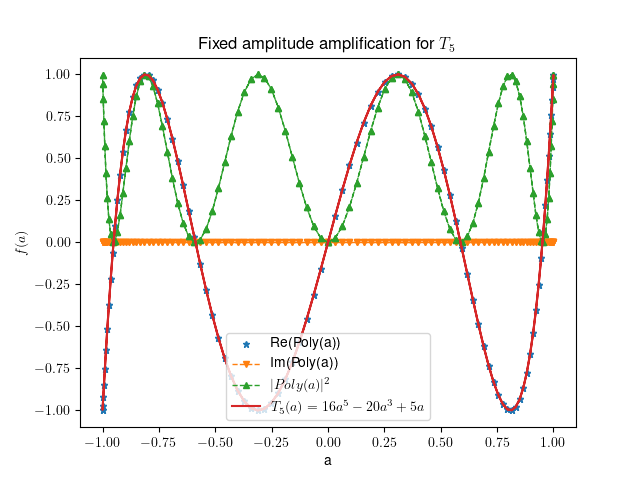 Fixed amplitude amplification for T₅
1.00
0.75
0.50
0.25
0.00
−0.25
−0.50
−0.75
−1.00
f(a)
Re(Poly(a))
Im(Poly(a))
|Poly(a)|²
T₅(a) = 16a⁵ − 20a³ + 5a
−1.00 −0.75 −0.50 −0.25 0.00 0.25 0.50 0.75 1.00
a